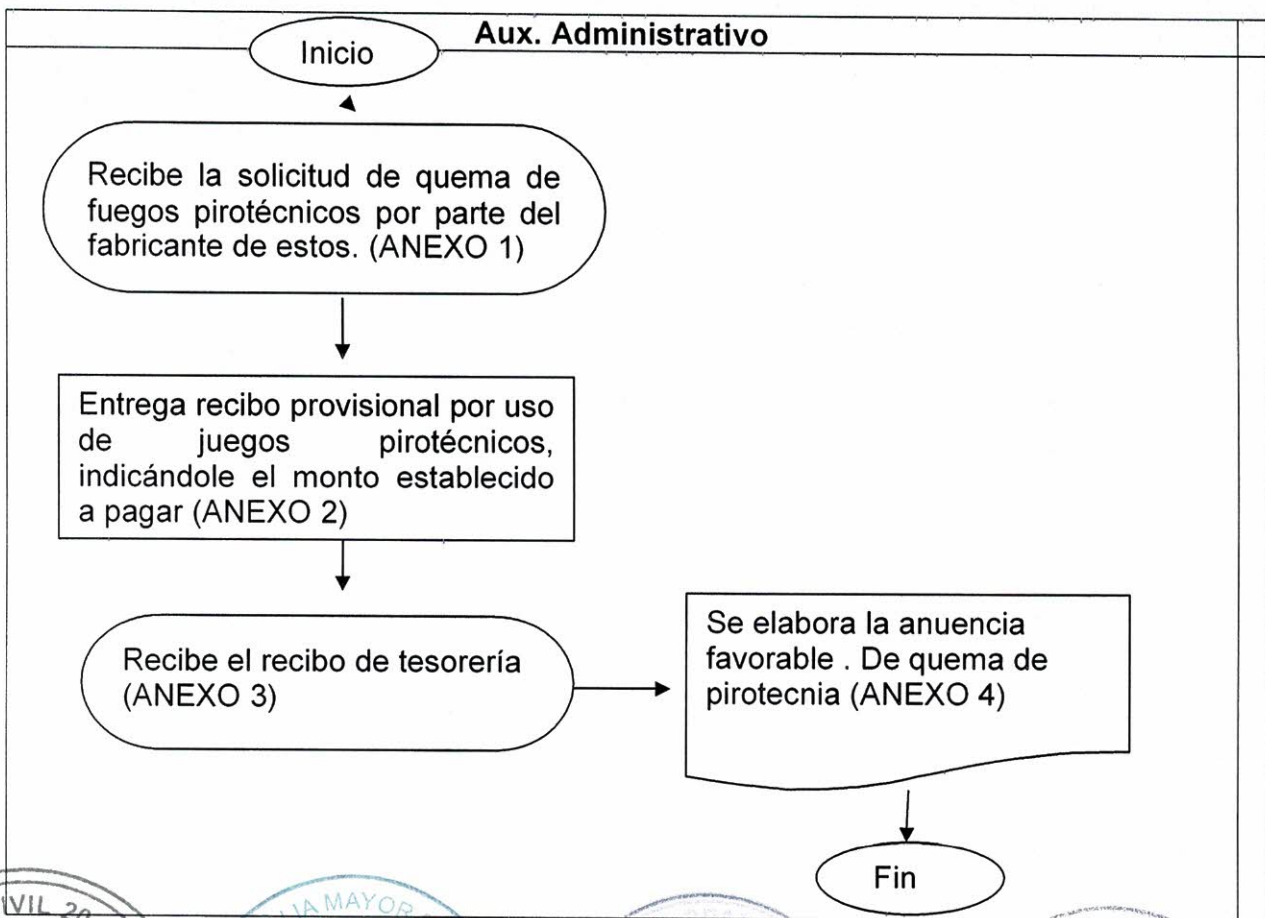 Aux. Administrativo
Inicio
Recibe la solicitud de quema de
fuegos pirotécnicos por parte del
fabricante de estos. (ANEXO 1)
Entrega recibo provisional por uso
de juegos pirotécnicos,
indicándole el monto establecido
a pagar (ANEXO 2)
Recibe el recibo de tesorería
(ANEXO 3)
Se elabora la anuencia
favorable . De quema de
pirotecnia (ANEXO 4)
Fin
MAYOR